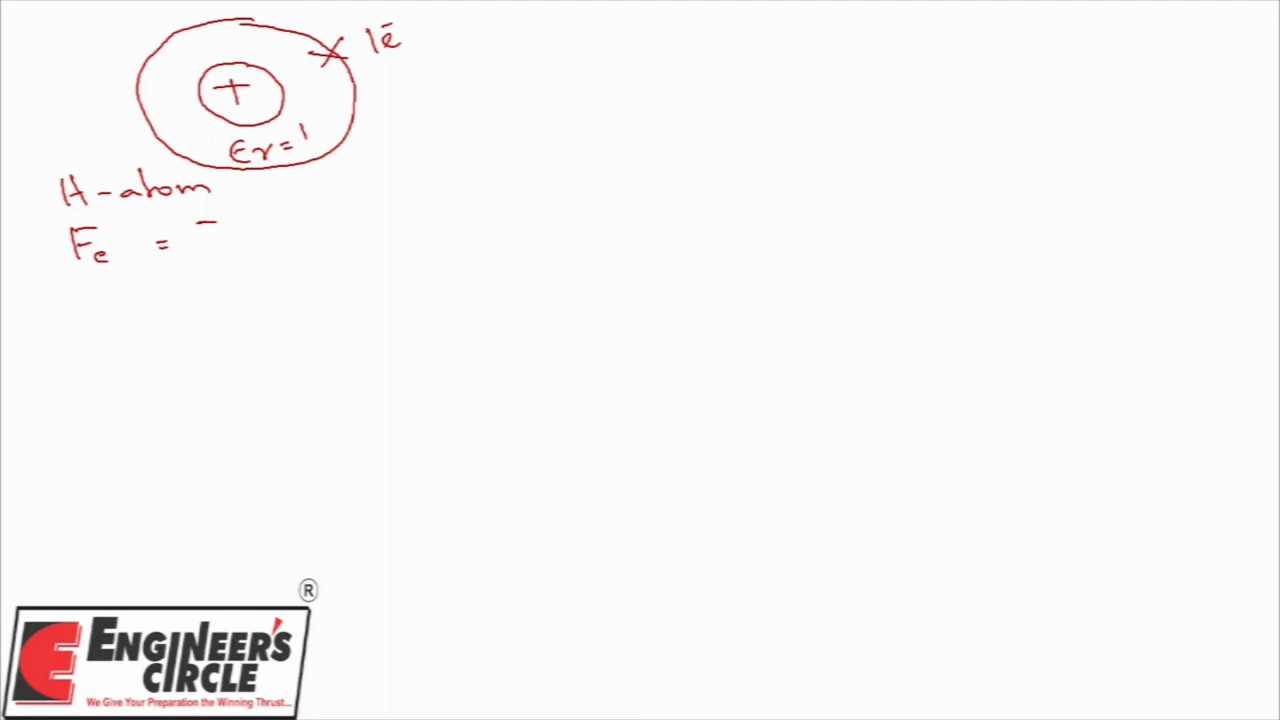 1ē
+
εr = 1
H-atom
Fe = -
®
ENGINEER'S
CIRCLE
We Give Your Preparation the Winning Thrust...